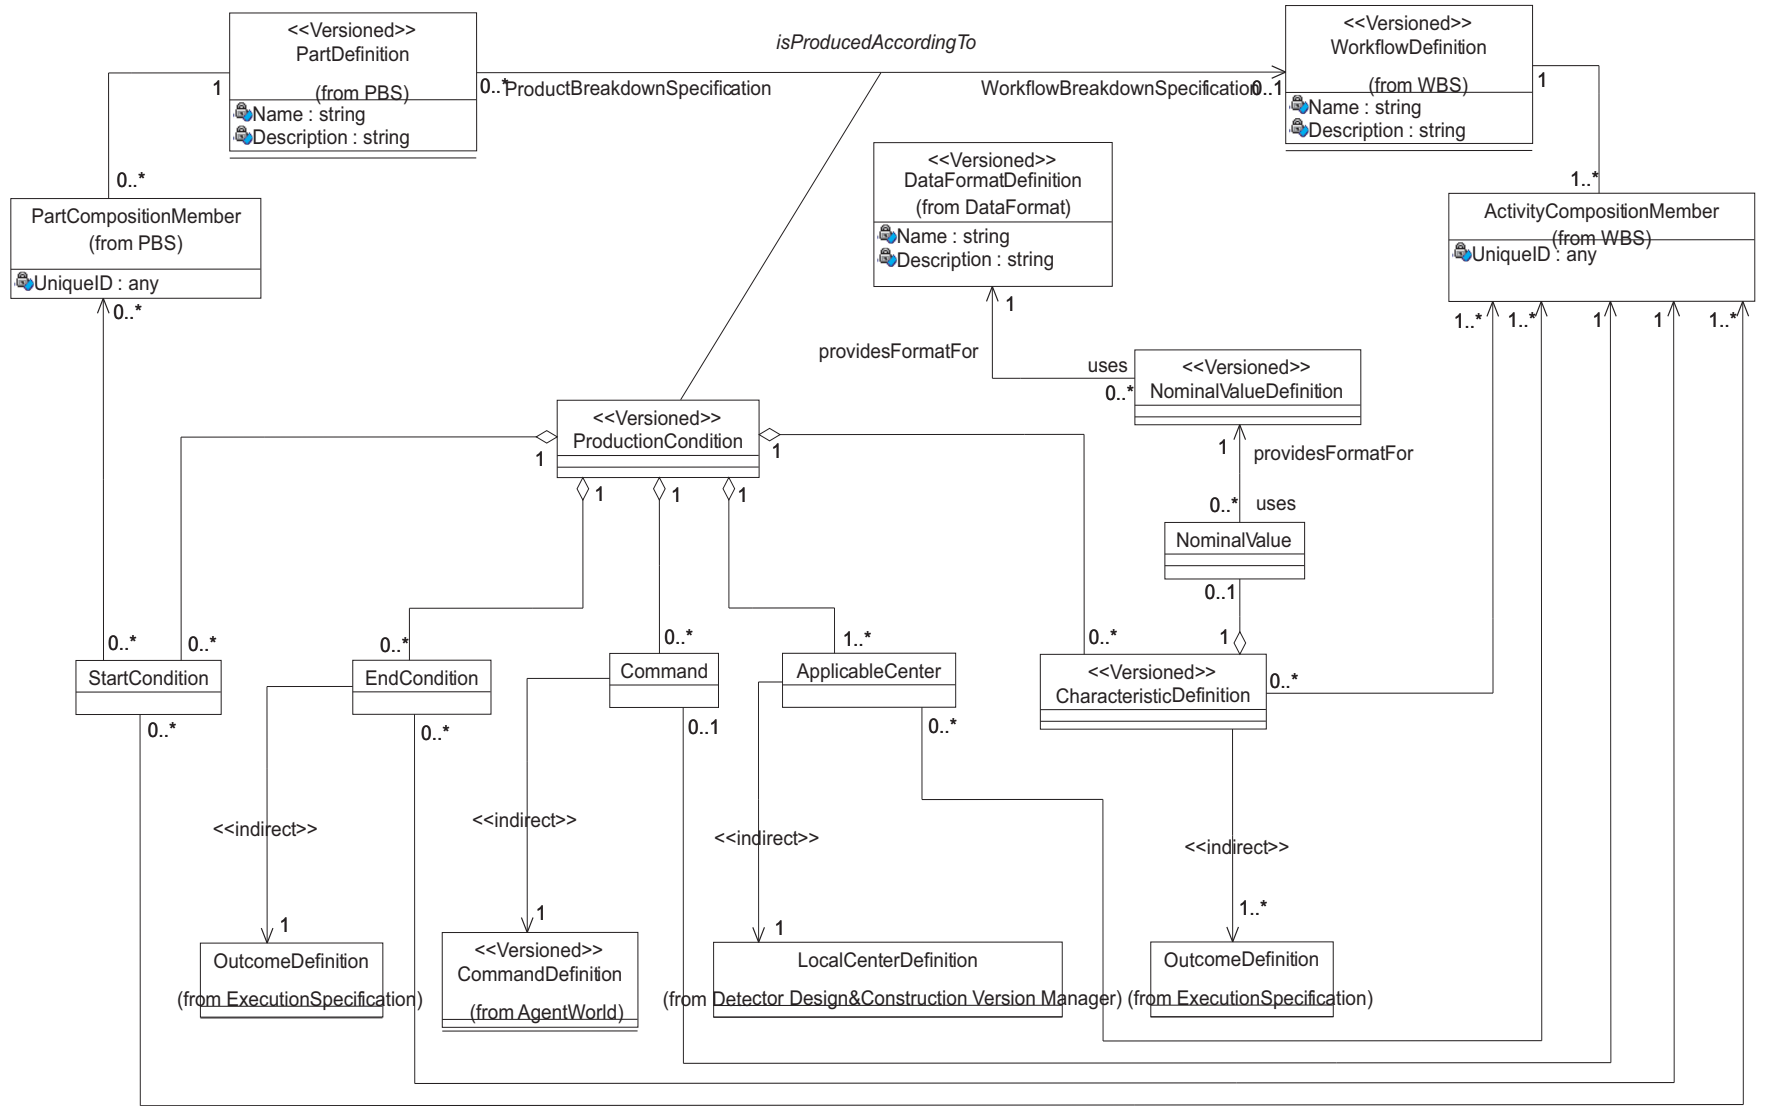 <<Versioned>>
PartDefinition
(from PBS)
Name : string
Description : string
1
0..*
ProductBreakdownSpecification
isProducedAccordingTo
WorkflowBreakdownSpecification
0..1
<<Versioned>>
WorkflowDefinition
(from WBS)
Name : string
Description : string
1
0..*
1..*
PartCompositionMember
(from PBS)
UniqueID : any
0..*
<<Versioned>>
DataFormatDefinition
(from DataFormat)
Name : string
Description : string
1
providesFormatFor
uses
0..*
ActivityCompositionMember
(from WBS)
UniqueID : any
1..*
1..*
1
1
1..*
<<Versioned>>
NominalValueDefinition
1
providesFormatFor
0..*
uses
NominalValue
0..1
1
<<Versioned>>
ProductionCondition
1
1
1
1
1
0..*
0..*
0..*
0..*
1..*
0..*
StartCondition
0..*
EndCondition
0..*
Command
0..1
ApplicableCenter
0..*
<<Versioned>>
CharacteristicDefinition
0..*
<<indirect>>
<<indirect>>
<<indirect>>
<<indirect>>
1
1
1
1..*
OutcomeDefinition
(from ExecutionSpecification)
<<Versioned>>
CommandDefinition
(from AgentWorld)
LocalCenterDefinition
(from Detector Design&Construction Version Manager)
OutcomeDefinition
(from ExecutionSpecification)